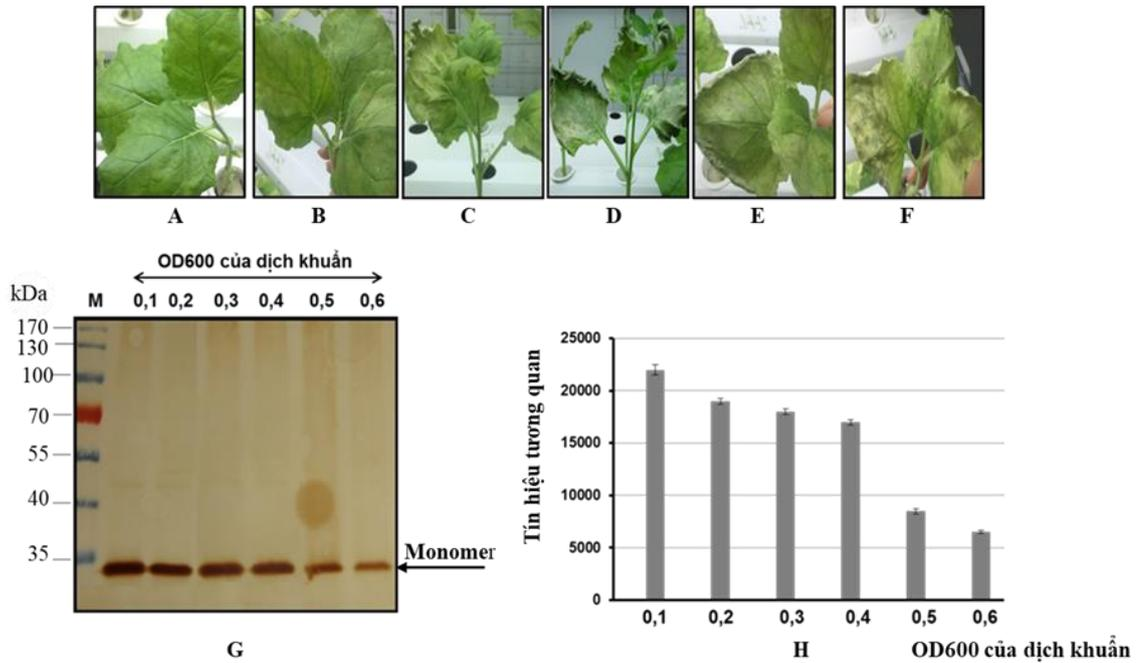 A B C D E F
OD600 của dịch khuẩn
kDa M 0,1 0,2 0,3 0,4 0,5 0,6
170
130
100
70
55
40
35
Monomer
G
Tín hiệu tương quan
25000
20000
15000
10000
5000
0
0,1 0,2 0,3 0,4 0,5 0,6
H OD600 của dịch khuẩn